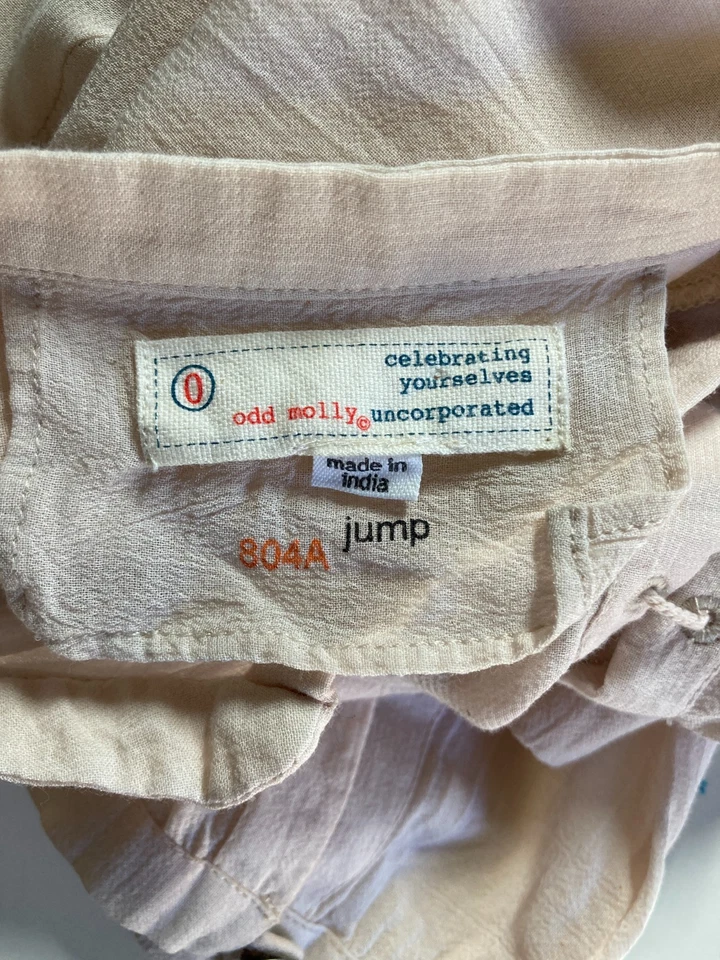 0
celebrating
yourselves
odd molly© uncorporated
made in
india
jump
804A